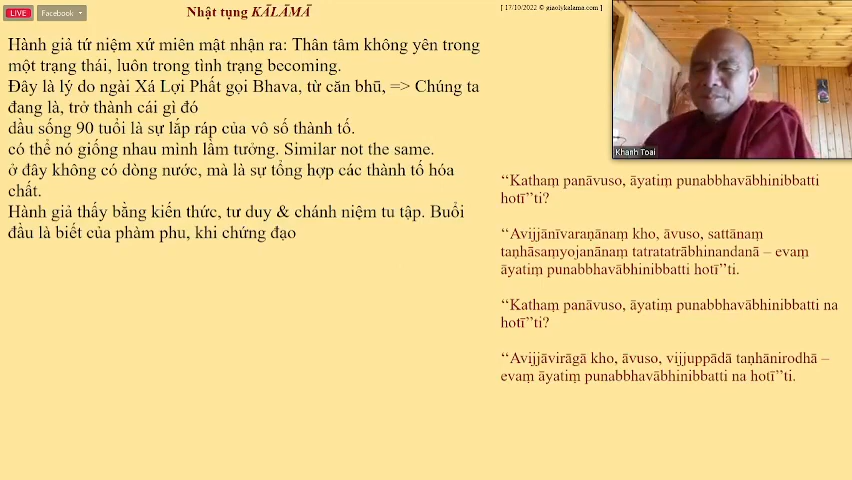 LIVE
Facebook
Nhật tụng KĀLĀMĀ
[ 17/10/2022 © giaolykalama.com ]
Hành giả tứ niệm xứ miên mật nhận ra: Thân tâm không yên trong
một trạng thái, luôn trong tình trạng becoming.
Đây là lý do ngài Xá Lợi Phất gọi Bhava, từ căn bhū, => Chúng ta
đang là, trở thành cái gì đó
dầu sống 90 tuổi là sự lắp ráp của vô số thành tố.
có thể nó giống nhau mình lầm tưởng. Similar not the same.
ở đây không có dòng nước, mà là sự tổng hợp các thành tố hóa
chất.
Hành giả thấy bằng kiến thức, tư duy & chánh niệm tu tập. Buổi
đầu là biết của phàm phu, khi chứng đạo
Khanh Toai
‘‘Kathaṃ panāvuso, āyatiṃ punabbhavābhinibbatti
hotī’’ti?
‘‘Avijjānīvaraṇānaṃ kho, āvuso, sattānaṃ
taṇhāsaṃyojanānaṃ tatratatrābhinandanā – evaṃ
āyatiṃ punabbhavābhinibbatti hotī’’ti.
‘‘Kathaṃ panāvuso, āyatiṃ punabbhavābhinibbatti na
hotī’’ti?
‘‘Avijjāvirāgā kho, āvuso, vijjuppādā taṇhānirodhā –
evaṃ āyatiṃ punabbhavābhinibbatti na hotī’’ti.